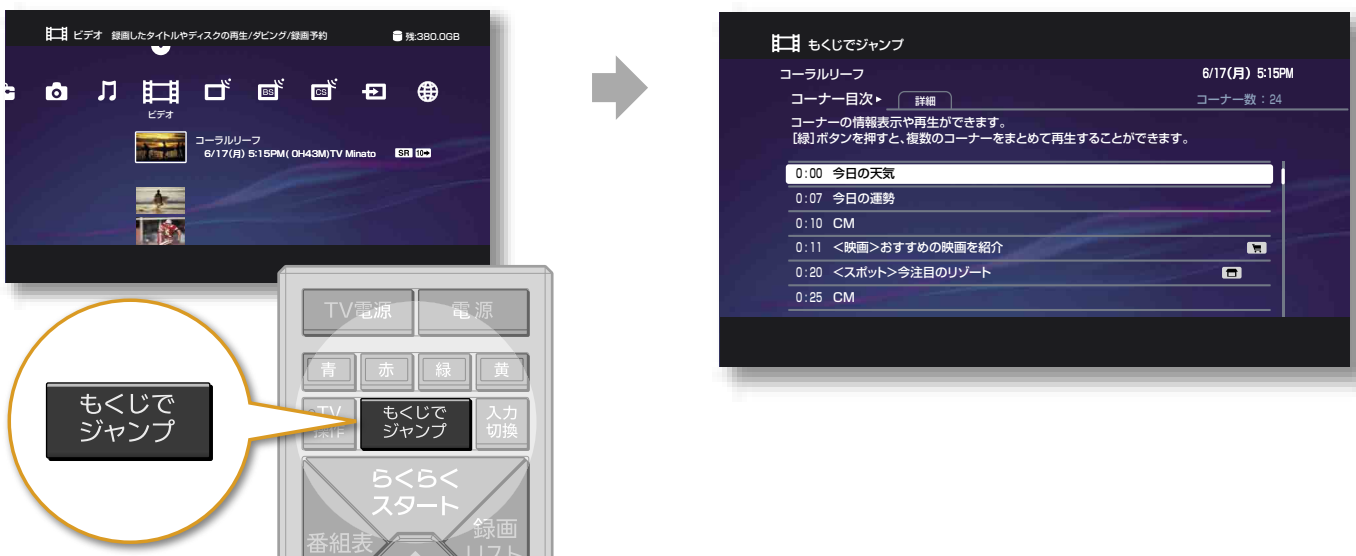 ビデオ 録画したタイトルやディスクの再生/ダビング/録画予約 残:380.0GB
BS CS
ビデオ
コーラルリーフ
6/17(月) 5:15PM( 0H43M)TV Minato SR 10
もくじで
ジャンプ
TV電源 電源
青 赤 緑 黄
TV
操作
もくじで
ジャンプ
入力
切換
らくらく
スタート
番組表
録画
リスト
もくじでジャンプ
コーラルリーフ 6/17(月) 5:15PM
コーナー目次 詳細 コーナー数:24
コーナーの情報表示や再生ができます。
[緑]ボタンを押すと、複数のコーナーをまとめて再生することができます。
0:00 今日の天気
0:07 今日の運勢
0:10 CM
0:11 <映画>おすすめの映画を紹介
0:20 <スポット>今注目のリゾート
0:25 CM